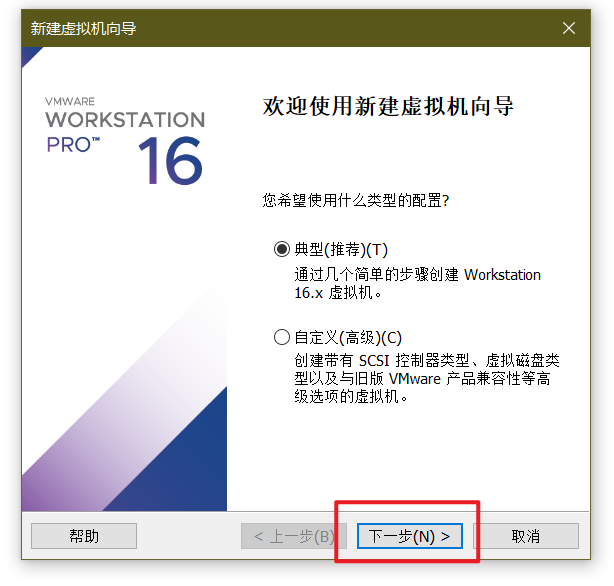 新建虚拟机向导
VMWARE
WORKSTATION
PRO™ 16
欢迎使用新建虚拟机向导
您希望使用什么类型的配置?
典型(推荐)(T)
通过几个简单的步骤创建 Workstation
16.x 虚拟机。
自定义(高级)(C)
创建带有 SCSI 控制器类型、虚拟磁盘类
型以及与旧版 VMware 产品兼容性等高
级选项的虚拟机。
帮助
< 上一步(B)
下一步(N) >
取消